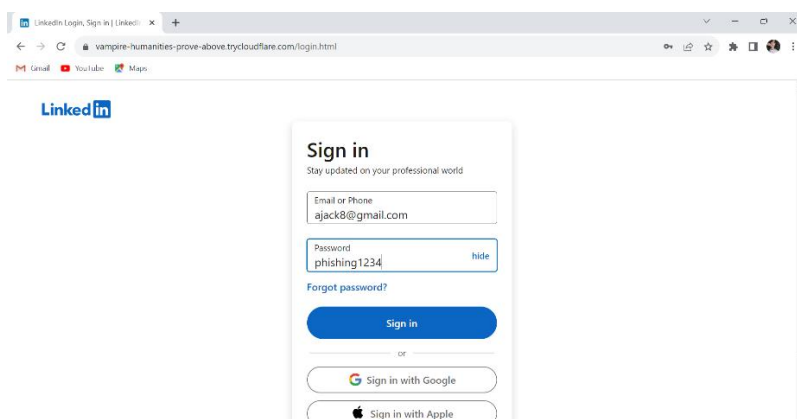 LinkedIn Login, Sign in | LinkedIn
vampire-humanities-prove-above.trycloudflare.com/login.html
Gmail YouTube Maps
Linked in
Sign in
Stay updated on your professional world
Email or Phone
ajack8@gmail.com
Password
phishing1234
hide
Forgot password?
Sign in
or
Sign in with Google
Sign in with Apple